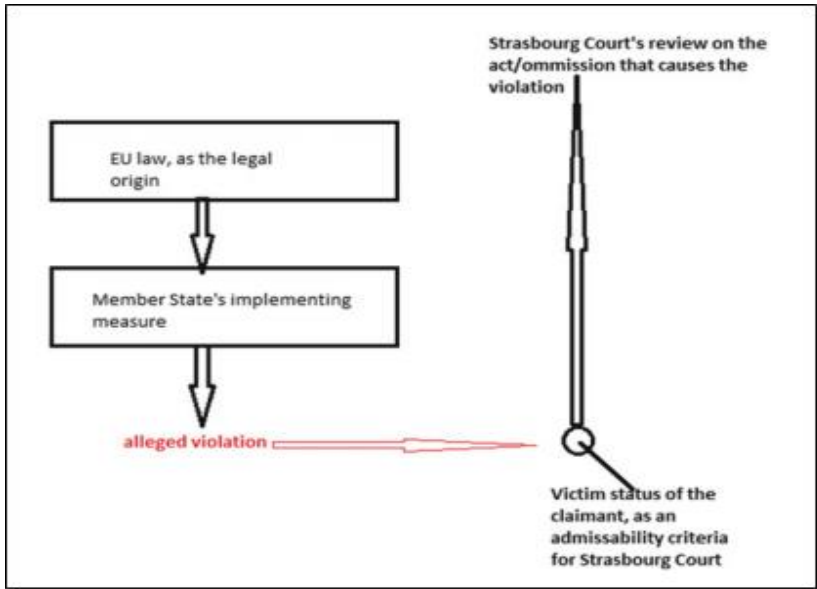 Strasbourg Court's review on the
act/ommission that causes the
violation
EU law, as the legal
origin
Member State's implementing
measure
alleged violation
Victim status of the
claimant, as an
admissability criteria
for Strasbourg Court